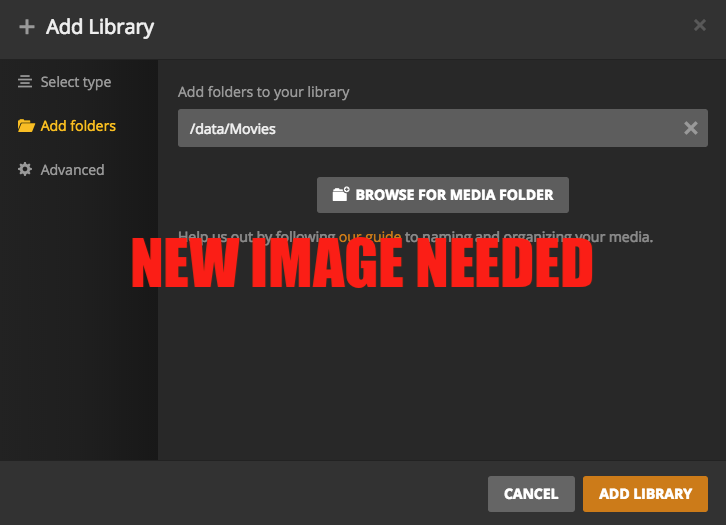 Add Library
Select type
Add folders
Advanced
Add folders to your library
/data/Movies
BROWSE FOR MEDIA FOLDER
Help us out by following our guide to naming and organizing your media.
NEW IMAGE NEEDED
CANCEL
ADD LIBRARY